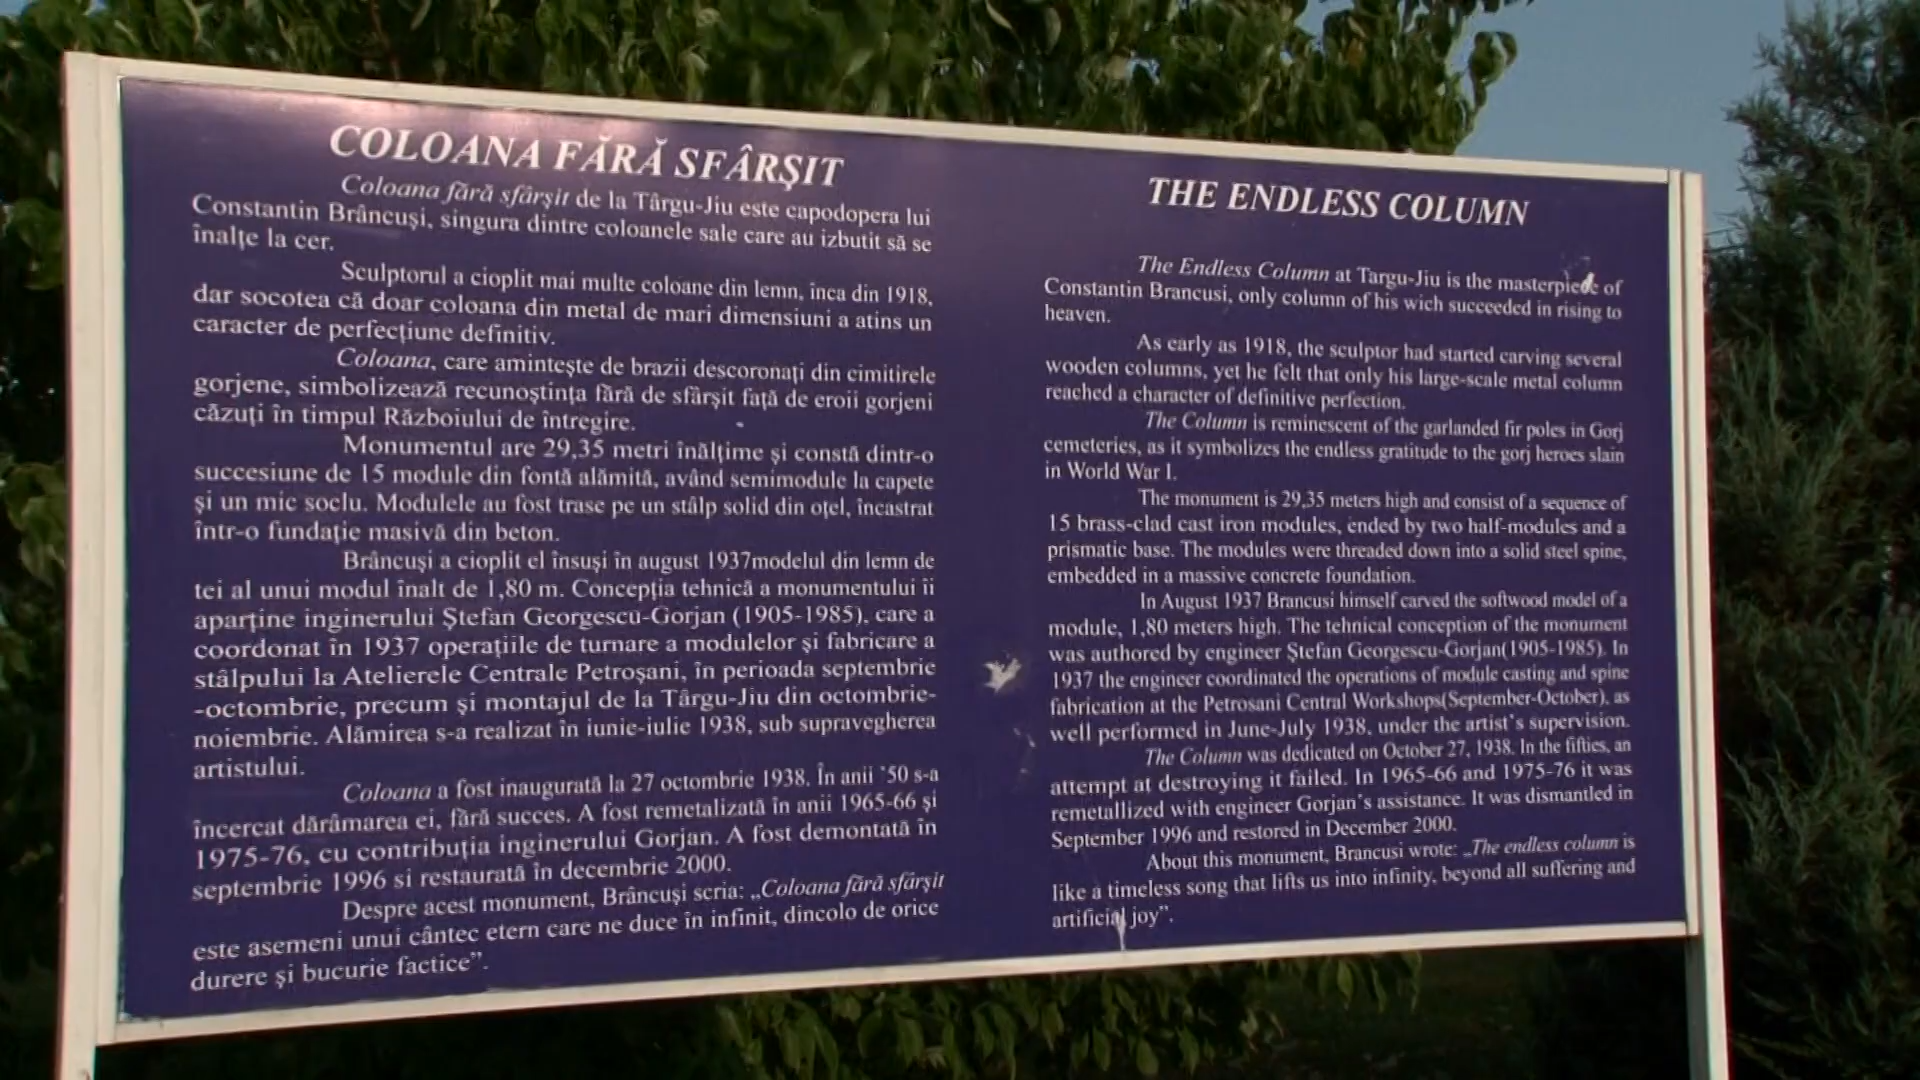 COLOANA FĂRĂ SFÂRŞIT
Coloana fără sfârşit de la Târgu-Jiu este capodopera lui
Constantin Brâncuşi, singura dintre coloanele sale care au izbutit să se
înalţe la cer.
Sculptorul a cioplit mai multe coloane din lemn, înca din 1918,
dar socotea că doar coloana din metal de mari dimensiuni a atins un
caracter de perfecţiune definitiv.
Coloana, care aminteşte de brazii descoronaţi din cimitirele
gorjene, simbolizează recunoştinţa fără de sfârşit faţă de eroii gorjeni
căzuţi în timpul Războiului de întregire.
Monumentul are 29,35 metri înălţime şi constă dintr-o
succesiune de 15 module din fontă alămită, având semimodule la capete
şi un mic soclu. Modulele au fost trase pe un stâlp solid din oţel, încastrat
într-o fundaţie masivă din beton.
Brâncuşi a cioplit el însuşi în august 1937modelul din lemn de
tei al unui modul înalt de 1,80 m. Concepţia tehnică a monumentului îi
aparţine inginerului Ştefan Georgescu-Gorjan (1905-1985), care a
coordonat în 1937 operaţiile de turnare a modulelor şi fabricare a
stâlpului la Atelierele Centrale Petroşani, în perioada septembrie
-octombrie, precum şi montajul de la Târgu-Jiu din octombrie-
noiembrie. Alămirea s-a realizat în iunie-iulie 1938, sub supravegherea
artistului.
Coloana a fost inaugurată la 27 octombrie 1938. În anii '50 s-a
încercat dărâmarea ei, fără succes. A fost remetalizată în anii 1965-66 şi
1975-76, cu contribuţia inginerului Gorjan. A fost demontată în
septembrie 1996 si restaurată în decembrie 2000.
Despre acest monument, Brâncuşi scria: „Coloana fără sfârşit
este asemeni unui cântec etern care ne duce în infinit, dincolo de orice
durere şi bucurie factice”.
THE ENDLESS COLUMN
The Endless Column at Targu-Jiu is the masterpiece of
Constantin Brancusi, only column of his wich succeeded in rising to
heaven.
As early as 1918, the sculptor had started carving several
wooden columns, yet he felt that only his large-scale metal column
reached a character of definitive perfection.
The Column is reminescent of the garlanded fir poles in Gorj
cemeteries, as it symbolizes the endless gratitude to the gorj heroes slain
in World War I.
The monument is 29,35 meters high and consist of a sequence of
15 brass-clad cast iron modules, ended by two half-modules and a
prismatic base. The modules were threaded down into a solid steel spine,
embedded in a massive concrete foundation.
In August 1937 Brancusi himself carved the softwood model of a
module, 1,80 meters high. The tehnical conception of the monument
was authored by engineer Ştefan Georgescu-Gorjan(1905-1985). In
1937 the engineer coordinated the operations of module casting and spine
fabrication at the Petrosani Central Workshops(September-October), as
well performed in June-July 1938, under the artist's supervision.
The Column was dedicated on October 27, 1938. In the fifties, an
attempt at destroying it failed. In 1965-66 and 1975-76 it was
remetallized with engineer Gorjan's assistance. It was dismantled in
September 1996 and restored in December 2000.
About this monument, Brancusi wrote: „The endless column is
like a timeless song that lifts us into infinity, beyond all suffering and
artificial joy”.